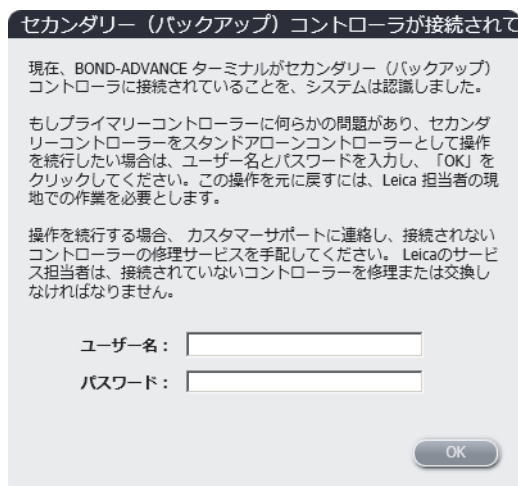 セカンダリー（バックアップ）コントローラが接続されて
現在、BOND-ADVANCE ターミナルがセカンダリー（バックアップ）
コントローラに接続されていることを、システムは認識しました。
もしプライマリーコントローラーに何らかの問題があり、セカンダ
リーコントローラーをスタンドアローンコントローラーとして操作
を続行したい場合は、ユーザー名とパスワードを入力し、「OK」を
クリックしてください。この操作を元に戻すには、Leica 担当者の現
地での作業を必要とします。
操作を続行する場合、 カスタマーサポートに連絡し、接続されない
コントローラーの修理サービスを手配してください。 Leicaのサービ
ス担当者は、接続されていないコントローラーを修理または交換し
なければなりません。
ユーザー名：
パスワード：
OK